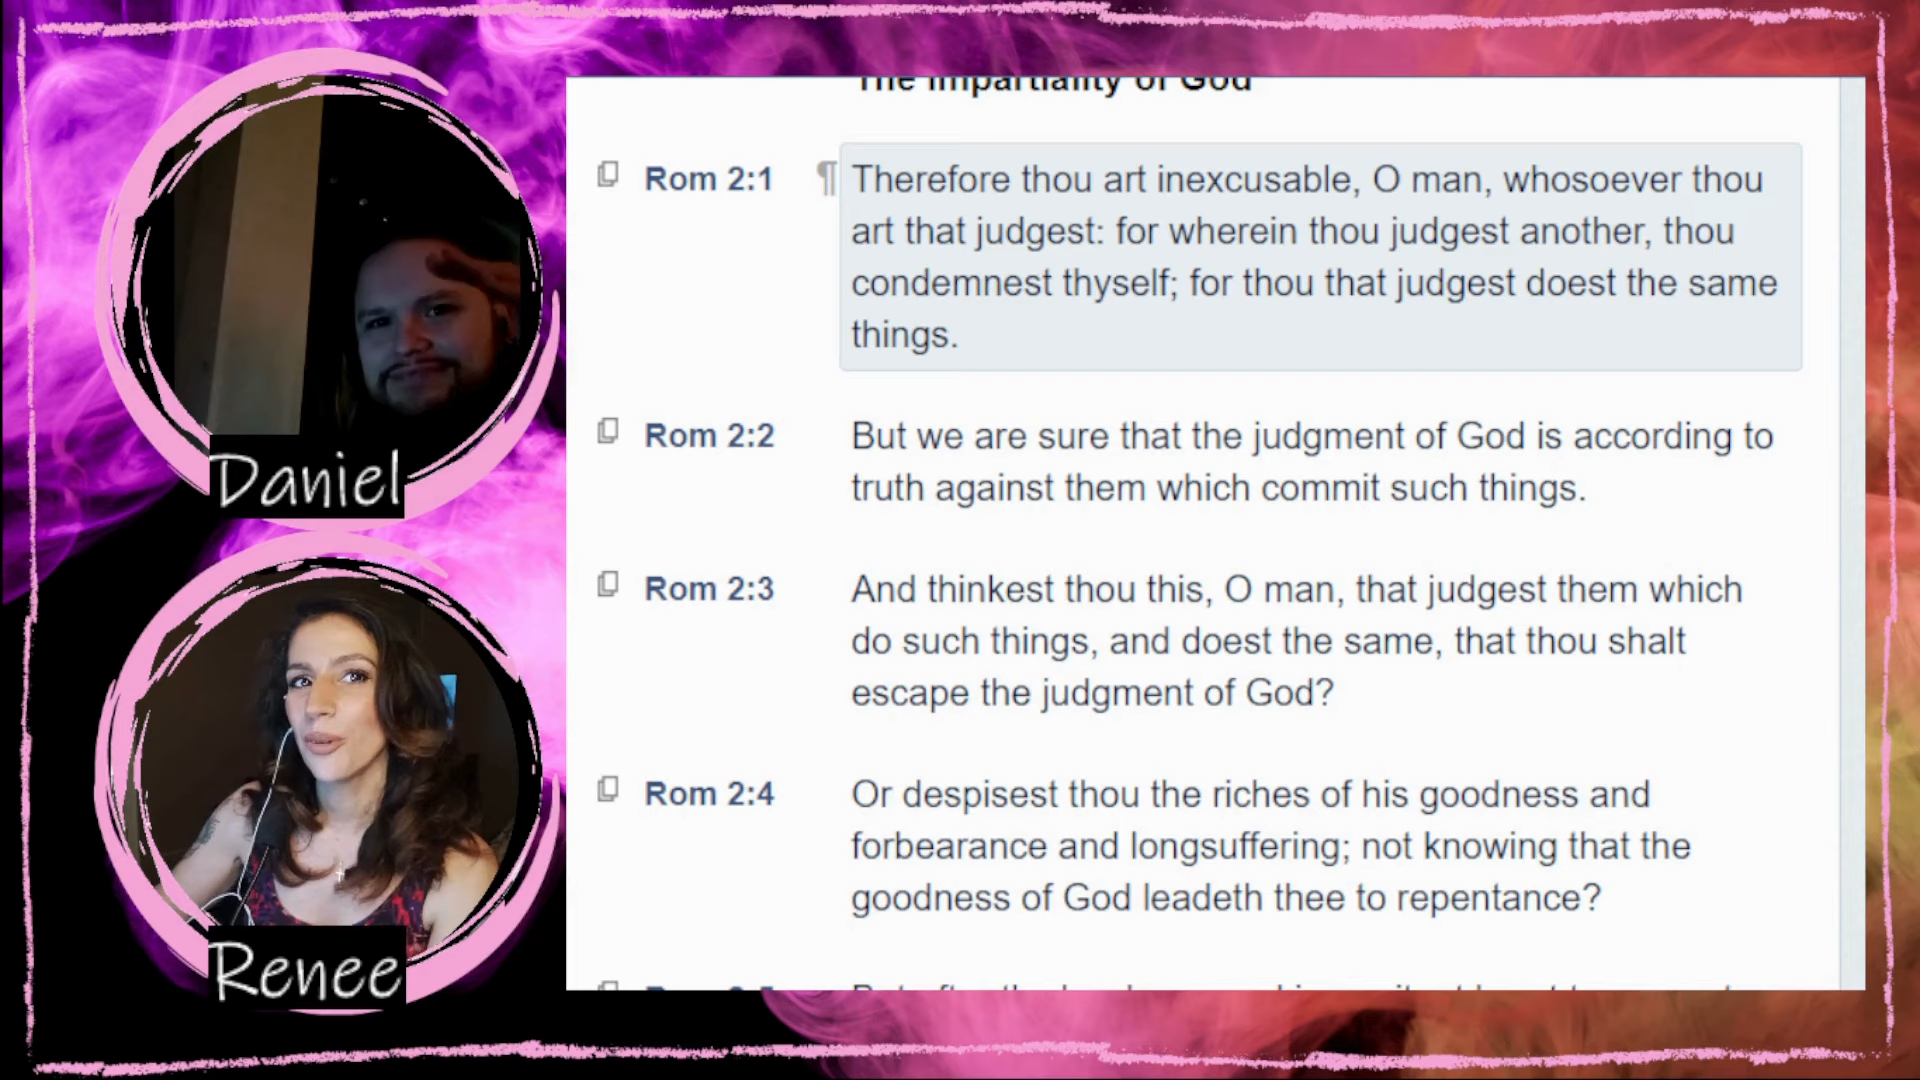 The Impartiality of God
Rom 2:1 ¶ Therefore thou art inexcusable, O man, whosoever thou
art that judgest: for wherein thou judgest another, thou
condemnest thyself; for thou that judgest doest the same
things.
Rom 2:2 But we are sure that the judgment of God is according to
truth against them which commit such things.
Rom 2:3 And thinkest thou this, O man, that judgest them which
do such things, and doest the same, that thou shalt
escape the judgment of God?
Rom 2:4 Or despisest thou the riches of his goodness and
forbearance and longsuffering; not knowing that the
goodness of God leadeth thee to repentance?
Daniel
Renee